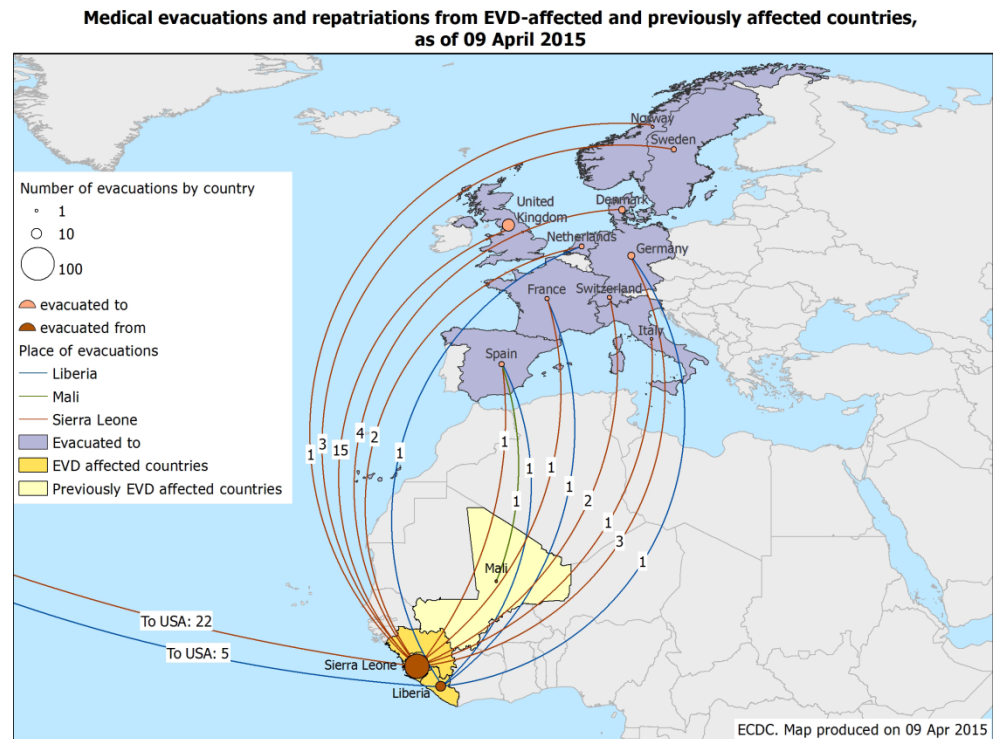 Medical evacuations and repatriations from EVD-affected and previously affected countries,
as of 09 April 2015
Norway
Sweden
Denmark
United
Kingdom
Netherlands
Germany
France
Switzerland
Italy
Spain
Number of evacuations by country
1
10
100
evacuated to
evacuated from
Place of evacuations
Liberia
Mali
Sierra Leone
Evacuated to
EVD affected countries
Previously EVD affected countries
1
3
15
4
2
1
1
1
1
1
1
2
1
3
1
Mali
To USA: 22
To USA: 5
Sierra Leone
Liberia
ECDC. Map produced on 09 Apr 2015